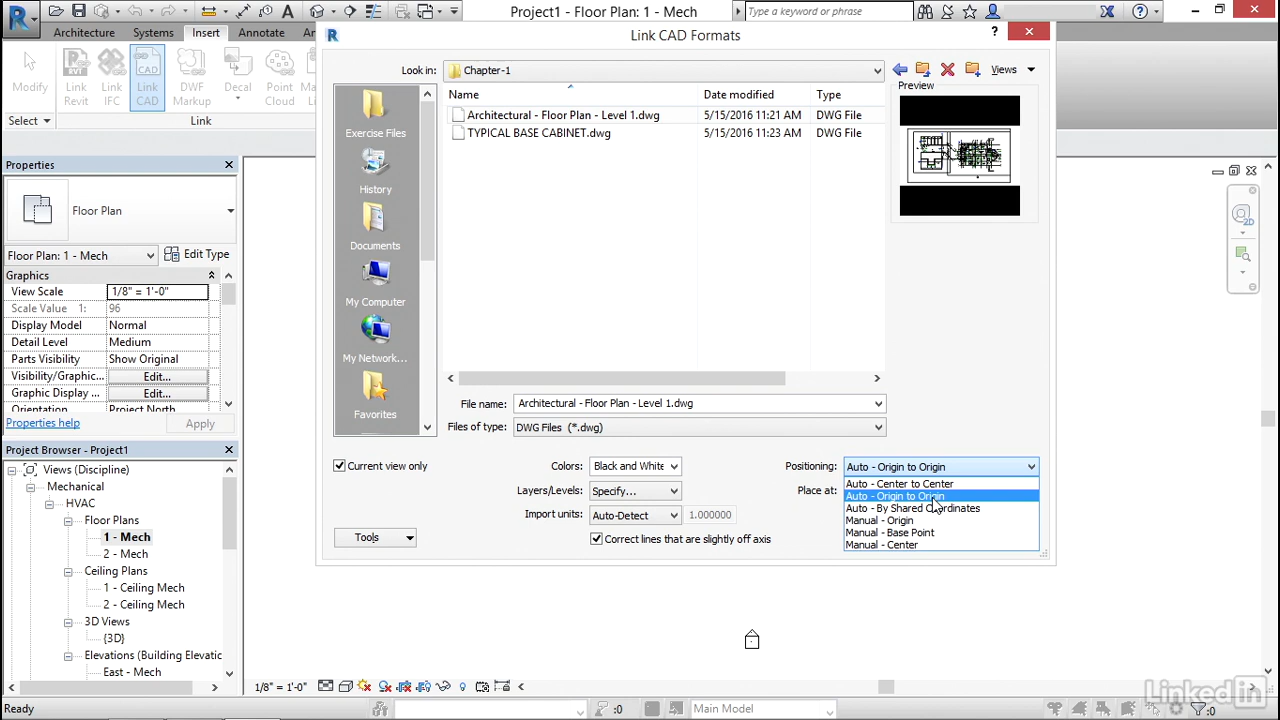 Project1 - Floor Plan: 1 - Mech
Type a keyword or phrase
Architecture
Systems
Insert
Annotate
Modify
Link
Revit
Link
IFC
Link
CAD
DWF
Markup
Decal
Point
Cloud
Select
Link
Properties
Floor Plan
Floor Plan: 1 - Mech
Edit Type
Graphics
View Scale
1/8" = 1'-0"
Scale Value 1:
96
Display Model
Normal
Detail Level
Medium
Parts Visibility
Show Original
Visibility/Graphic...
Edit...
Graphic Display ...
Edit...
Orientation
Project North
Properties help
Apply
Project Browser - Project1
Views (Discipline)
Mechanical
HVAC
Floor Plans
1 - Mech
2 - Mech
Ceiling Plans
1 - Ceiling Mech
2 - Ceiling Mech
3D Views
{3D}
Elevations (Building Elevatic
East - Mech
Link CAD Formats
Look in:
Chapter-1
Views
Name
Date modified
Type
Architectural - Floor Plan - Level 1.dwg
5/15/2016 11:21 AM
DWG File
TYPICAL BASE CABINET.dwg
5/15/2016 11:23 AM
DWG File
Preview
Exercise Files
History
Documents
My Computer
My Network...
Favorites
File name:
Architectural - Floor Plan - Level 1.dwg
Files of type:
DWG Files (*.dwg)
Current view only
Colors:
Black and White
Layers/Levels:
Specify...
Import units:
Auto-Detect
1.000000
Correct lines that are slightly off axis
Tools
Positioning:
Auto - Origin to Origin
Place at:
Auto - Center to Center
Auto - Origin to Origin
Auto - By Shared Coordinates
Manual - Origin
Manual - Base Point
Manual - Center
1/8" = 1'-0"
Ready
:0
Main Model
:0
Linked in